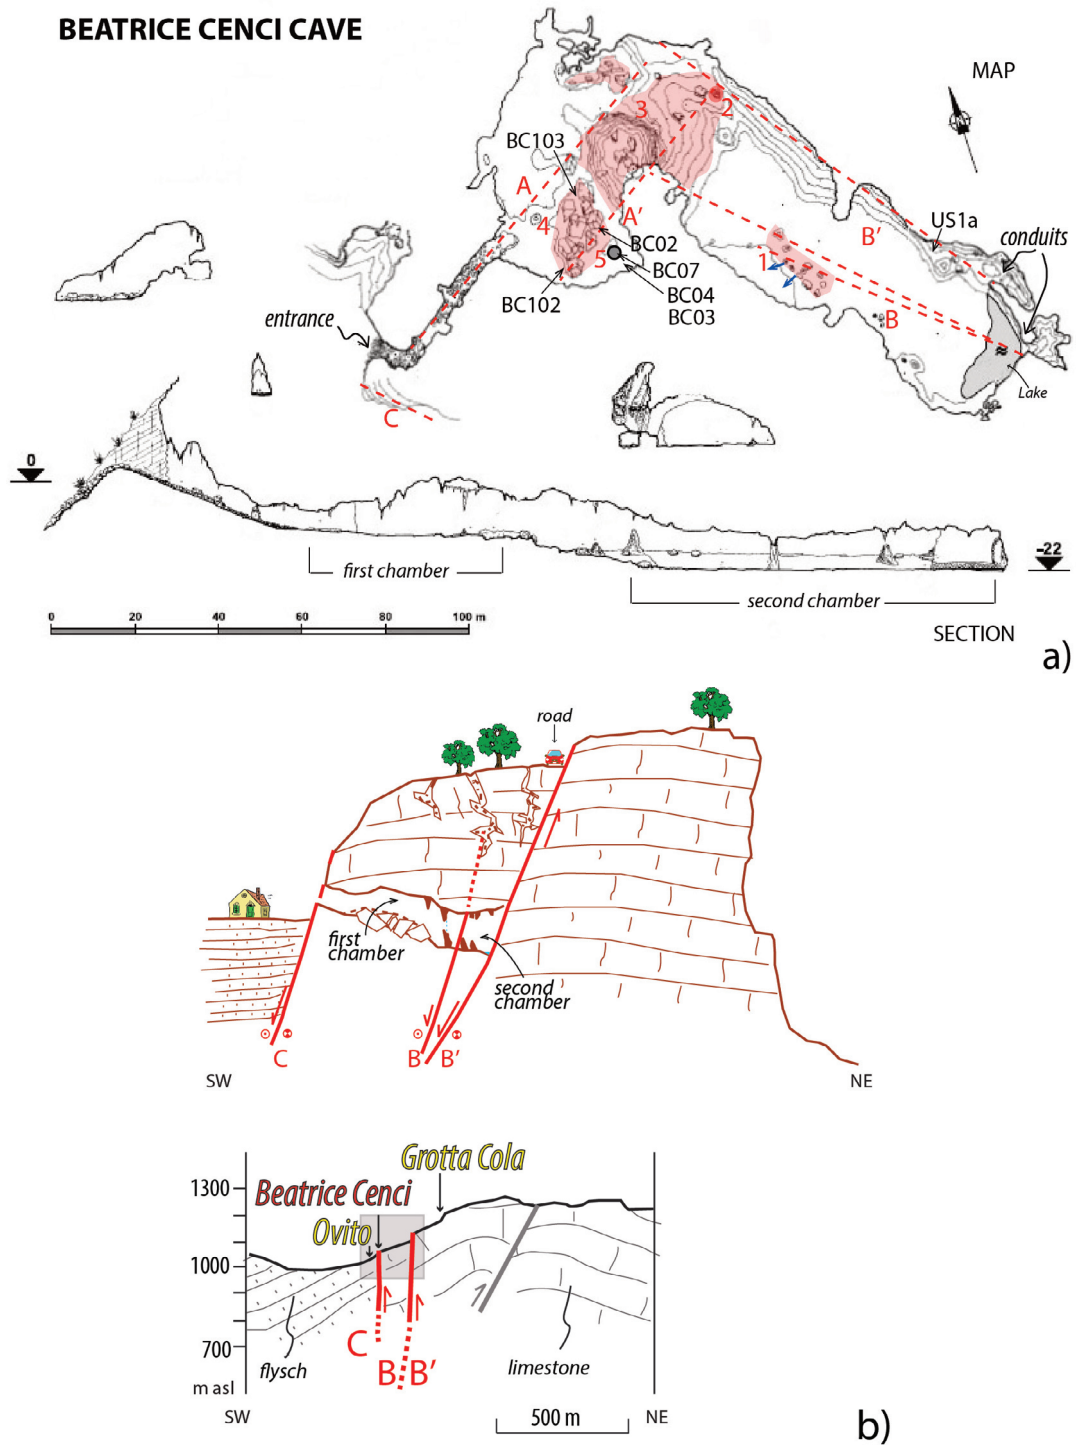 BEATRICE CENCI CAVE
MAP
3
2
BC103
A
A'
US1a
B'
conduits
4
BC02
1
5
BC07
BC102
BC04
BC03
entrance
B
Lake
C
0
-22
first chamber
second chamber
0 20 40 60 80 100 m
SECTION
a)
road
first
chamber
second
chamber
C
B
B'
SW
NE
Grotta Cola
1300
Beatrice Cenci
Ovito
1000
C
700
B
B'
flysch
limestone
m asl
SW
500 m
NE
b)